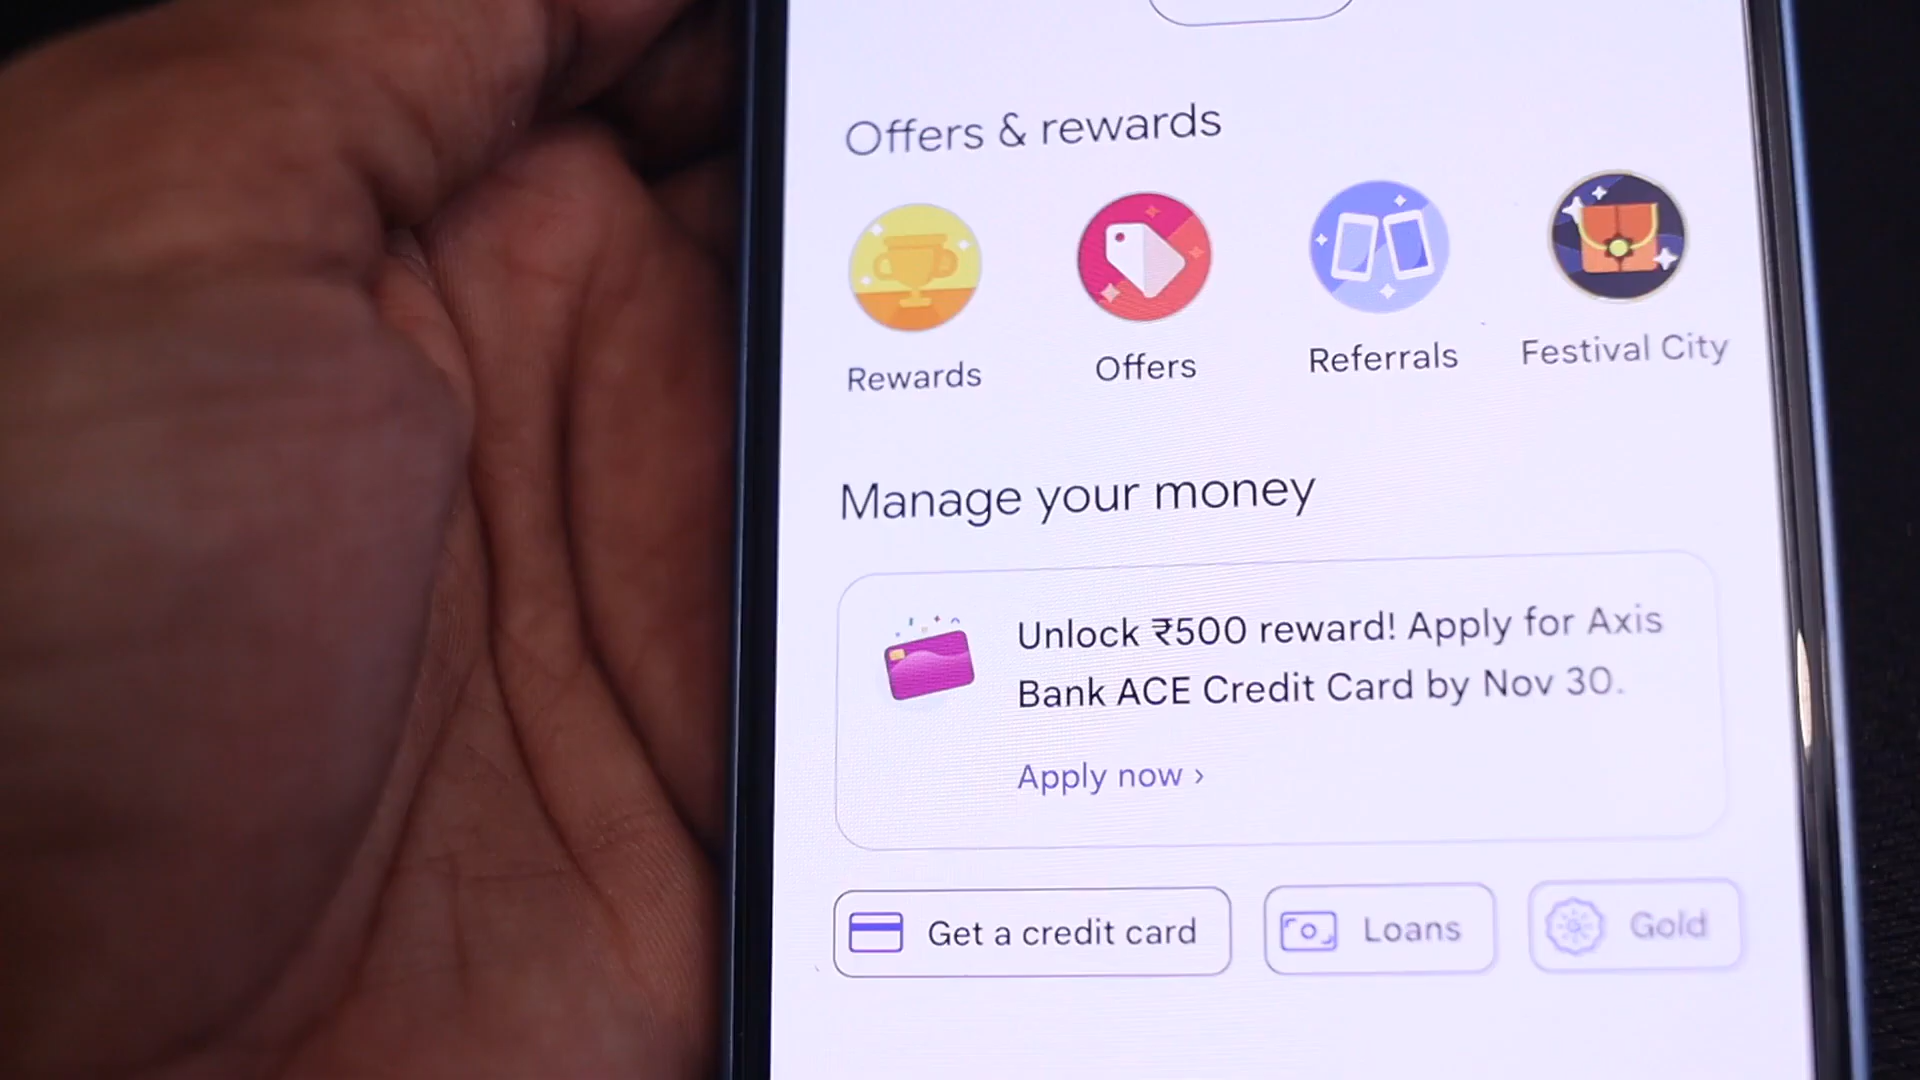 Offers & rewards
Rewards
Offers
Referrals
Festival City
Manage your money
Unlock ₹500 reward! Apply for Axis
Bank ACE Credit Card by Nov 30.
Apply now ›
Get a credit card
Loans
Gold